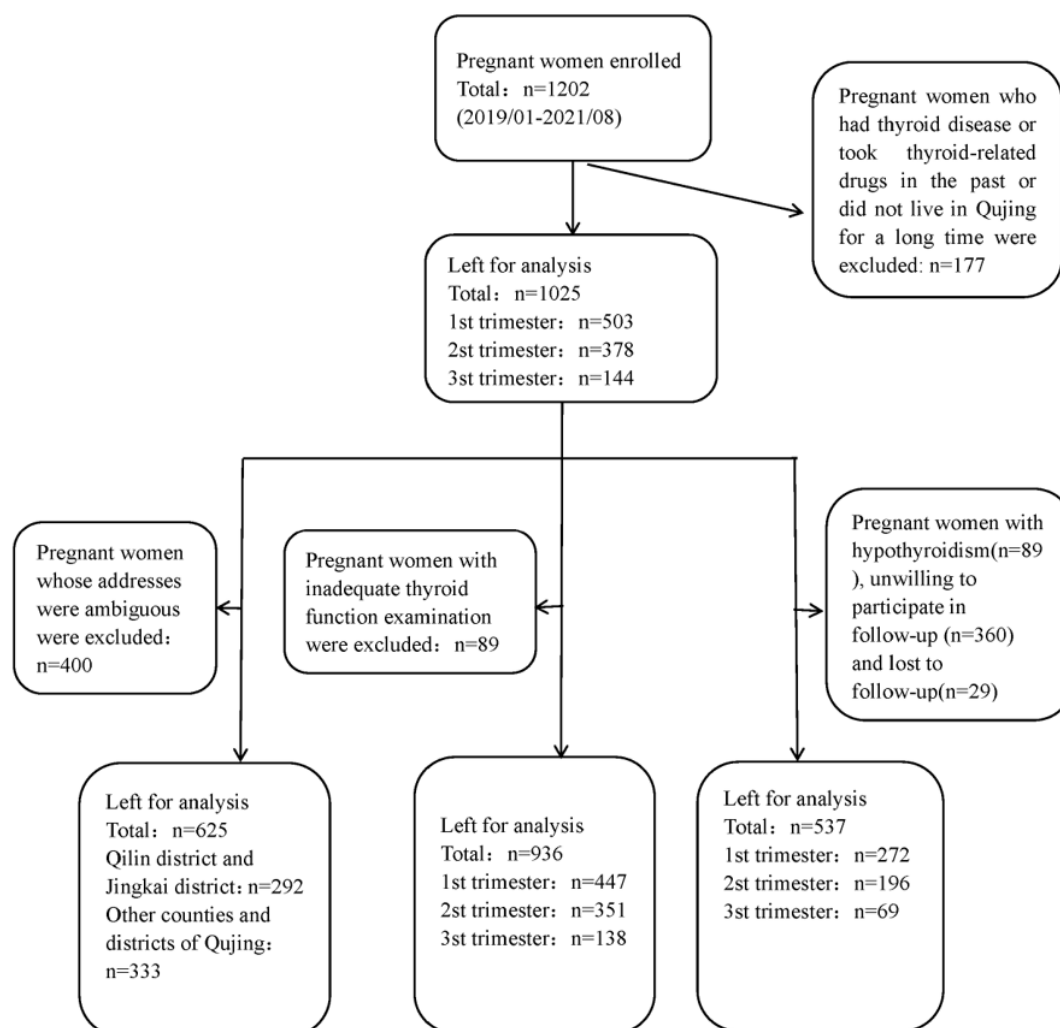 Pregnant women enrolled
Total：n=1202
(2019/01-2021/08)
Pregnant women who
had thyroid disease or
took thyroid-related
drugs in the past or
did not live in Qujing
for a long time were
excluded: n=177
Left for analysis
Total：n=1025
1st trimester：n=503
2st trimester：n=378
3st trimester：n=144
Pregnant women
whose addresses
were ambiguous
were excluded：
n=400
Pregnant women with
inadequate thyroid
function examination
were excluded：n=89
Pregnant women with
hypothyroidism(n=89
), unwilling to
participate in
follow-up (n=360)
and lost to
follow-up(n=29)
Left for analysis
Total：n=625
Qilin district and
Jingkai district：n=292
Other counties and
districts of Qujing：
n=333
Left for analysis
Total：n=936
1st trimester：n=447
2st trimester：n=351
3st trimester：n=138
Left for analysis
Total：n=537
1st trimester：n=272
2st trimester：n=196
3st trimester：n=69